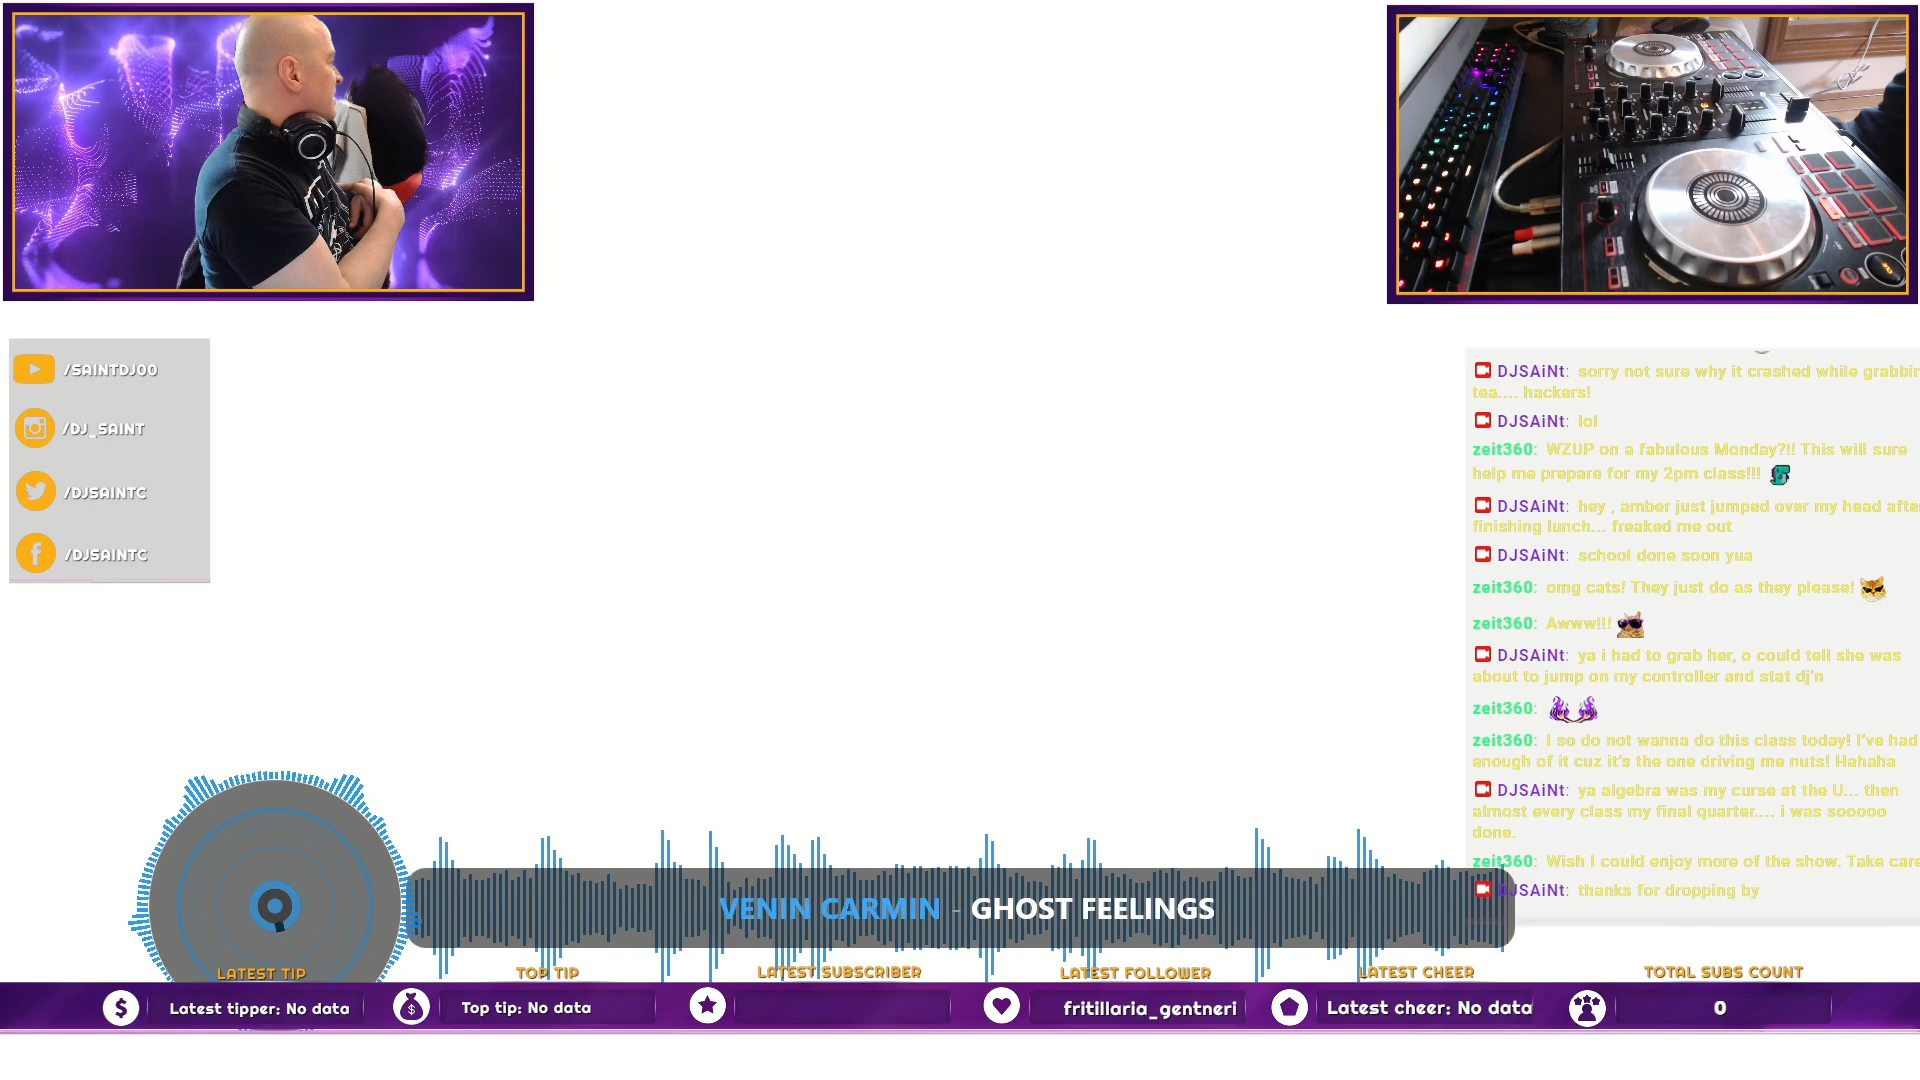 /SAINTDJ00
/DJ_SAINT
/DJSAINTC
/DJSAINTC
DJSAiNt: sorry not sure why it crashed while
tea.... hackers!
DJSAiNt: lol
zeit360: WZUP on a fabulous Monday?!! This will sure
help me prepare for my 2pm class!!!
DJSAiNt: hey , amber just jumped over my head
finishing lunch... freaked me out
DJSAiNt: school done soon yua
zeit360: omg cats! They just do as they please!
zeit360: Awww!!!
DJSAiNt: ya i had to grab her, o could tell she was
about to jump on my controller and stat dj'n
zeit360:
zeit360: I so do not wanna do this class today! I've had
enough of it cuz it's the one driving me nuts! Hahaha
DJSAiNt: ya algebra was my curse at the U... then
almost every class my final quarter.... i was sooooo
done.
zeit360: Wish I could enjoy more of the show. Take
DJSAiNt: thanks for dropping by
VENIN CARMIN - GHOST FEELINGS
LATEST TIP
TOP TIP
LATEST SUBSCRIBER
LATEST FOLLOWER
LATEST CHEER
TOTAL SUBS COUNT
Latest tipper: No data
Top tip: No data
fritillaria_gentneri
Latest cheer: No data
0